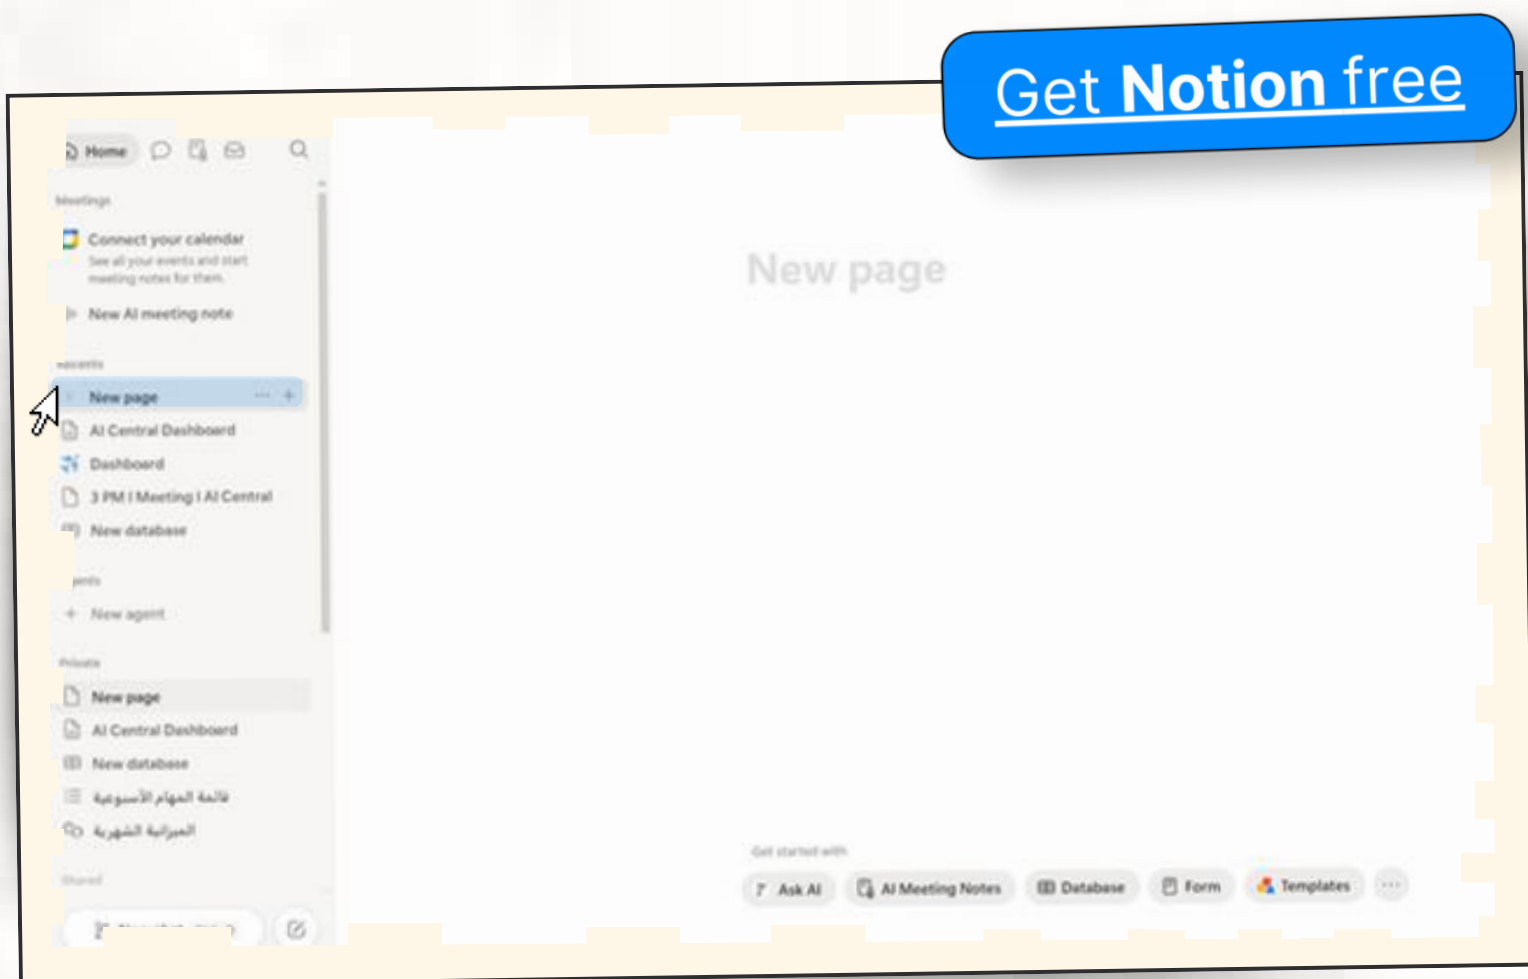 Get Notion free
Home
Meetings
Connect your calendar
See all your events and start
meeting notes for them.
New AI meeting note
Recents
New page
AI Central Dashboard
Dashboard
3 PM I Meeting I AI Central
New database
Agents
New agent
Private
New page
AI Central Dashboard
New database
قائمة المهام الأسبوعية
الميزانية الشهرية
Shared
New page
Get started with
Ask AI
AI Meeting Notes
Database
Form
Templates